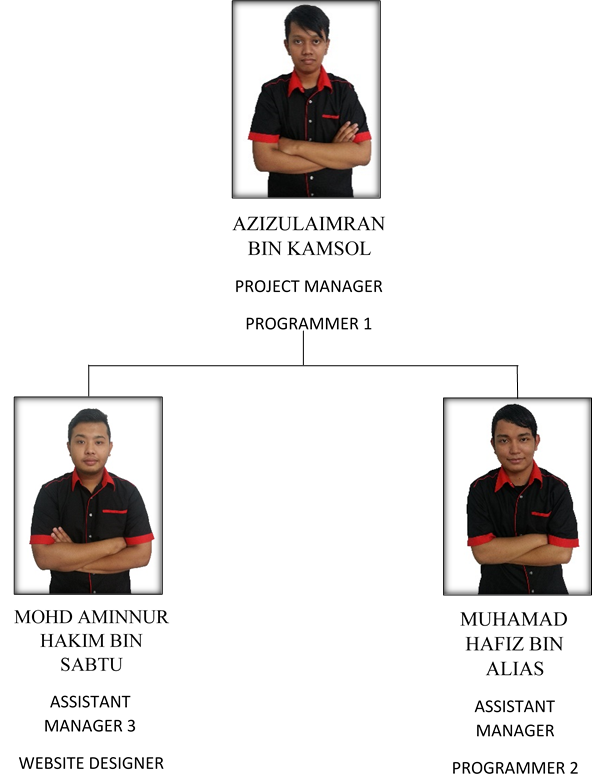 AZIZULAIMRAN
BIN KAMSOL
PROJECT MANAGER
PROGRAMMER 1
MOHD AMINNUR
HAKIM BIN
SABTU
ASSISTANT
MANAGER 3
WEBSITE DESIGNER
MUHAMAD
HAFIZ BIN
ALIAS
ASSISTANT
MANAGER
PROGRAMMER 2